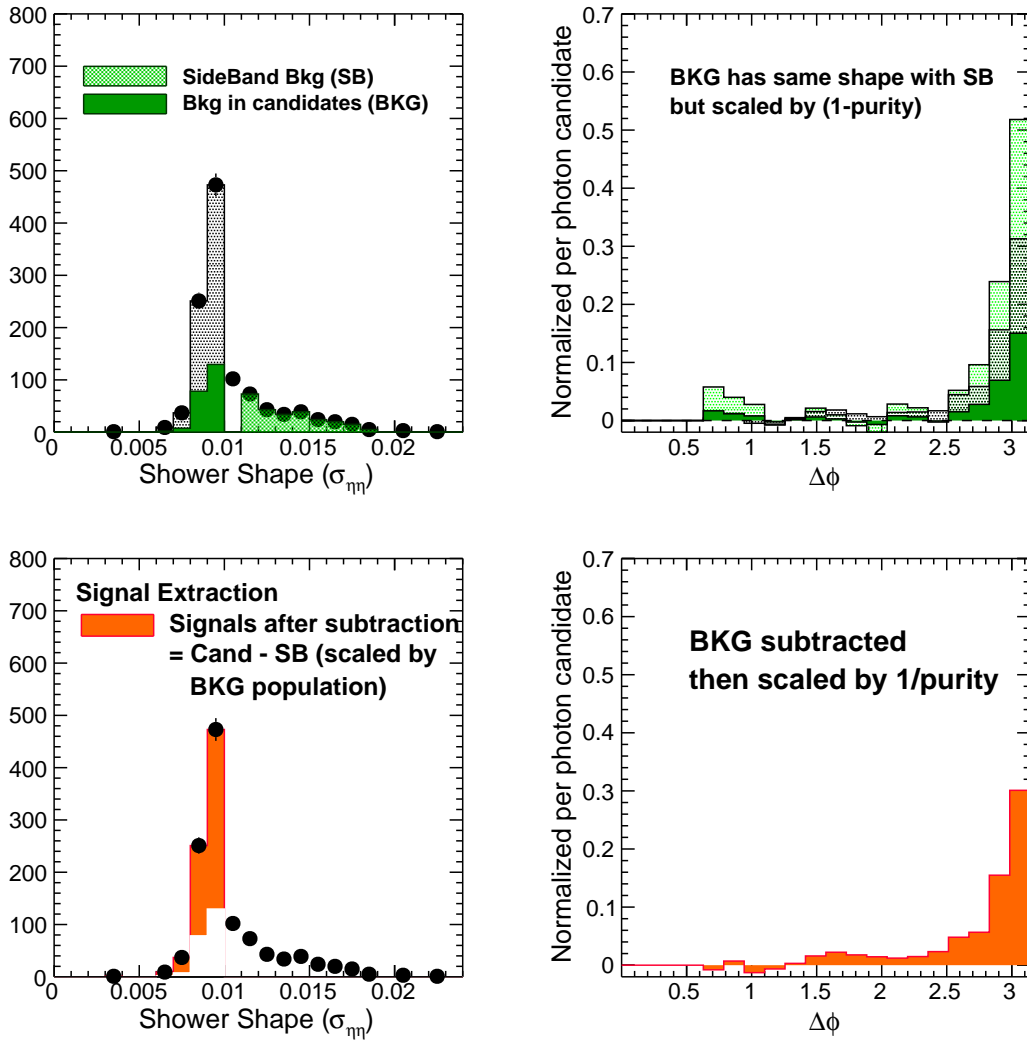 800
700
600
500
400
300
200
100
0
SideBand Bkg (SB)
Bkg in candidates (BKG)
0 0.005 0.01 0.015 0.02
Shower Shape (σηη)
0.7
0.6
0.5
0.4
0.3
0.2
0.1
0
Normalized per photon candidate
BKG has same shape with SB
but scaled by (1-purity)
0.5 1 1.5 2 2.5 3
Δϕ
800
700
600
500
400
300
200
100
0
Signal Extraction
Signals after subtraction
= Cand - SB (scaled by
BKG population)
0 0.005 0.01 0.015 0.02
Shower Shape (σηη)
0.7
0.6
0.5
0.4
0.3
0.2
0.1
0
Normalized per photon candidate
BKG subtracted
then scaled by 1/purity
0.5 1 1.5 2 2.5 3
Δϕ